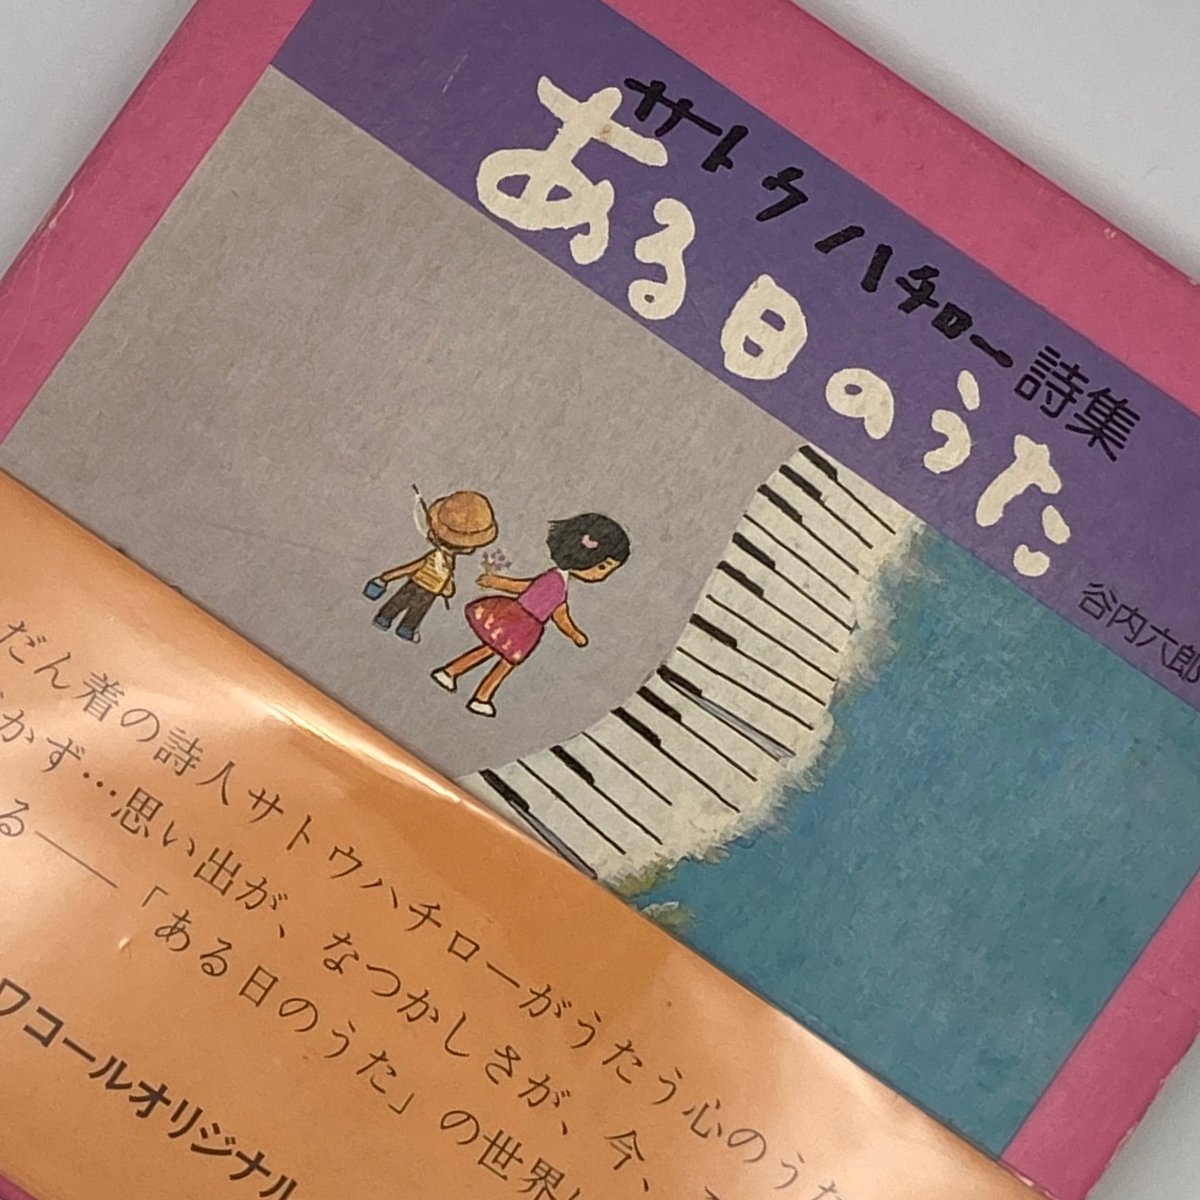 サトウハチロー詩集
ある日のうた
谷内六郎
だん着の詩人サトウハチローがうたう心のうた
かず…思い出が、なつかしさが、今、
る――「ある日のうた」の世界
ワコールオリジナル